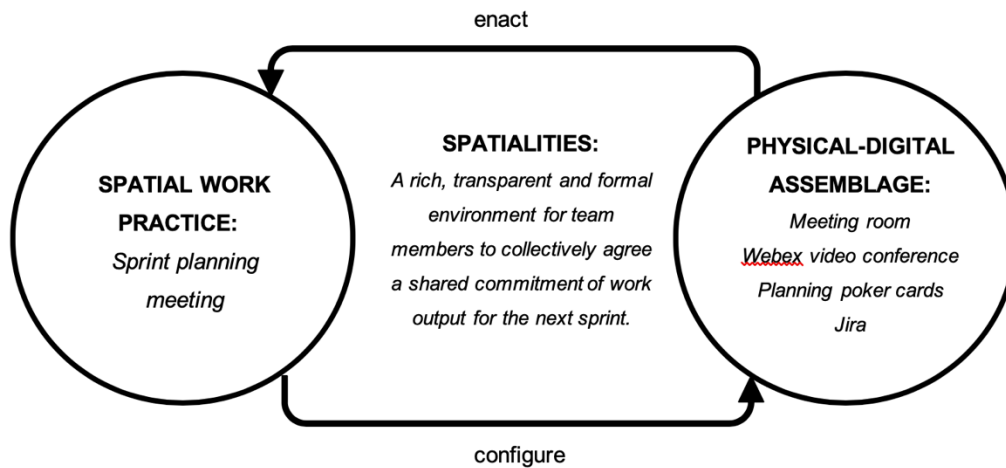 enact
SPATIAL WORK
PRACTICE:
Sprint planning
meeting
SPATIALITIES:
A rich, transparent and formal
environment for team
members to collectively agree
a shared commitment of work
output for the next sprint.
PHYSICAL-DIGITAL
ASSEMBLAGE:
Meeting room
Webex video conference
Planning poker cards
Jira
configure